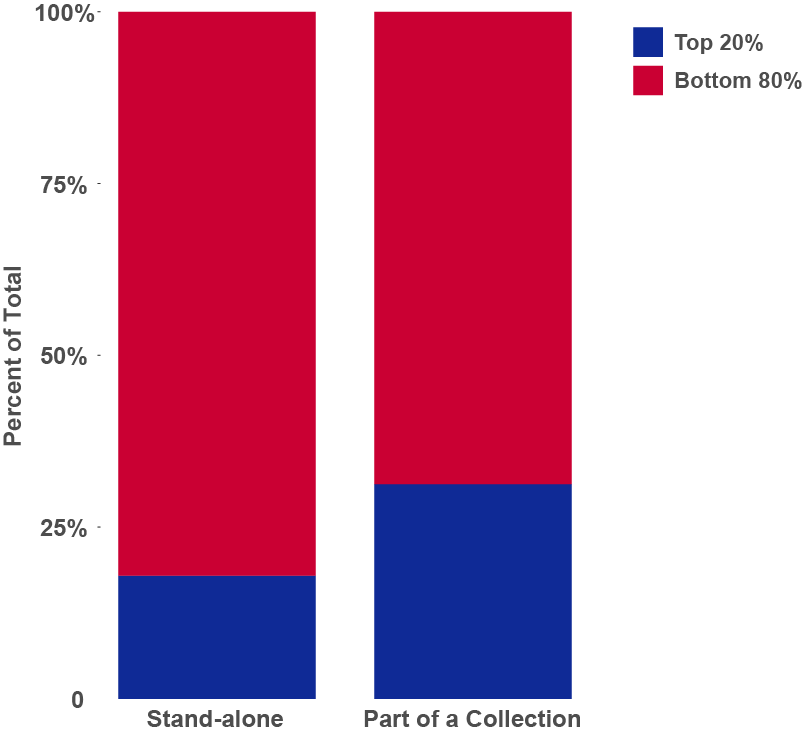 100%
Top 20%
Bottom 80%
75%
Percent of Total
50%
25%
0
Stand-alone
Part of a Collection